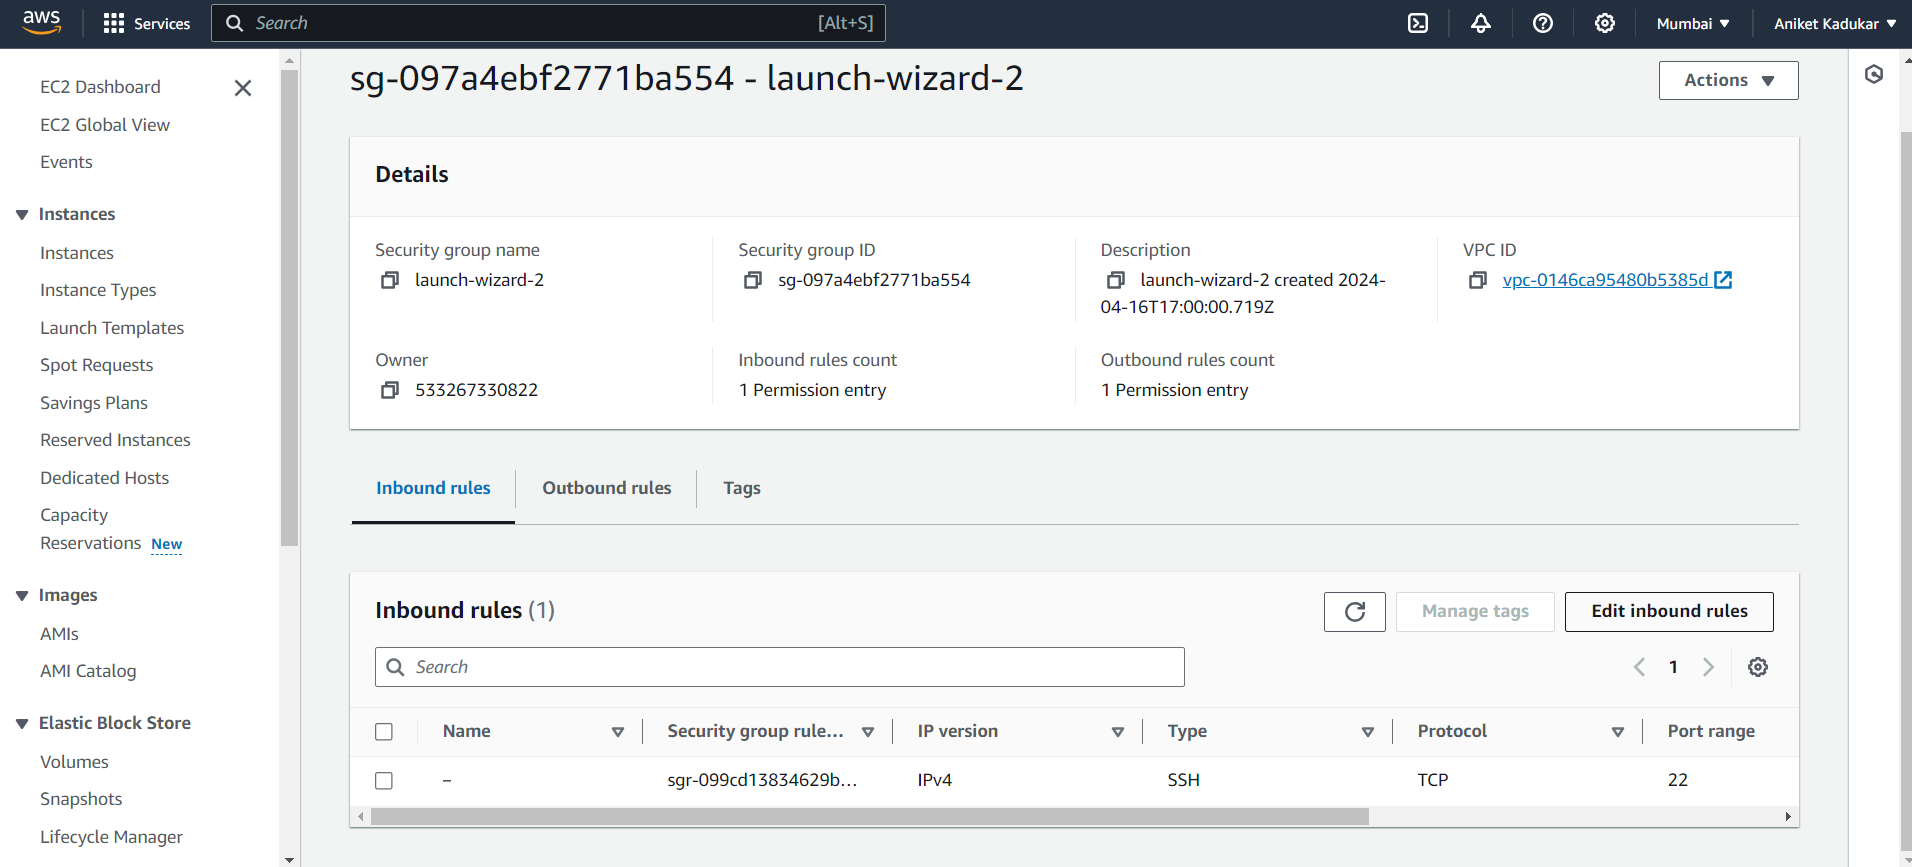 aws Services Search [Alt+S] Mumbai Aniket Kadukar
EC2 Dashboard
EC2 Global View
Events
Instances
Instances
Instance Types
Launch Templates
Spot Requests
Savings Plans
Reserved Instances
Dedicated Hosts
Capacity
Reservations New
Images
AMIs
AMI Catalog
Elastic Block Store
Volumes
Snapshots
Lifecycle Manager
sg-097a4ebf2771ba554 - launch-wizard-2
Actions
Details
Security group name
launch-wizard-2
Security group ID
sg-097a4ebf2771ba554
Description
launch-wizard-2 created 2024-
04-16T17:00:00.719Z
VPC ID
vpc-0146ca95480b5385d
Owner
533267330822
Inbound rules count
1 Permission entry
Outbound rules count
1 Permission entry
Inbound rules Outbound rules Tags
Inbound rules (1)
Manage tags Edit inbound rules
Search
1
Name Security group rule... IP version Type Protocol Port range
– sgr-099cd13834629b... IPv4 SSH TCP 22